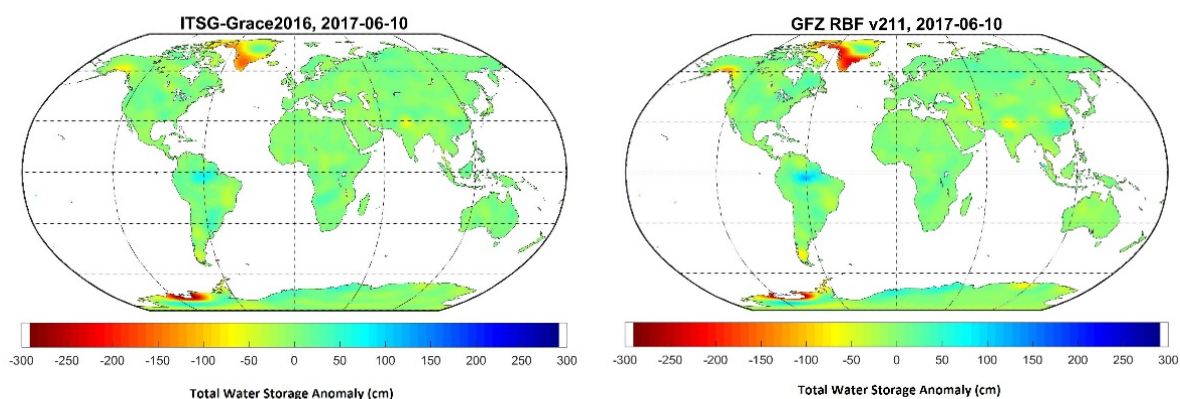 ITSG-Grace2016, 2017-06-10
-300 -250 -200 -150 -100 -50 0 50 100 150 200 250 300
Total Water Storage Anomaly (cm)
GFZ RBF v211, 2017-06-10
-300 -250 -200 -150 -100 -50 0 50 100 150 200 250 300
Total Water Storage Anomaly (cm)